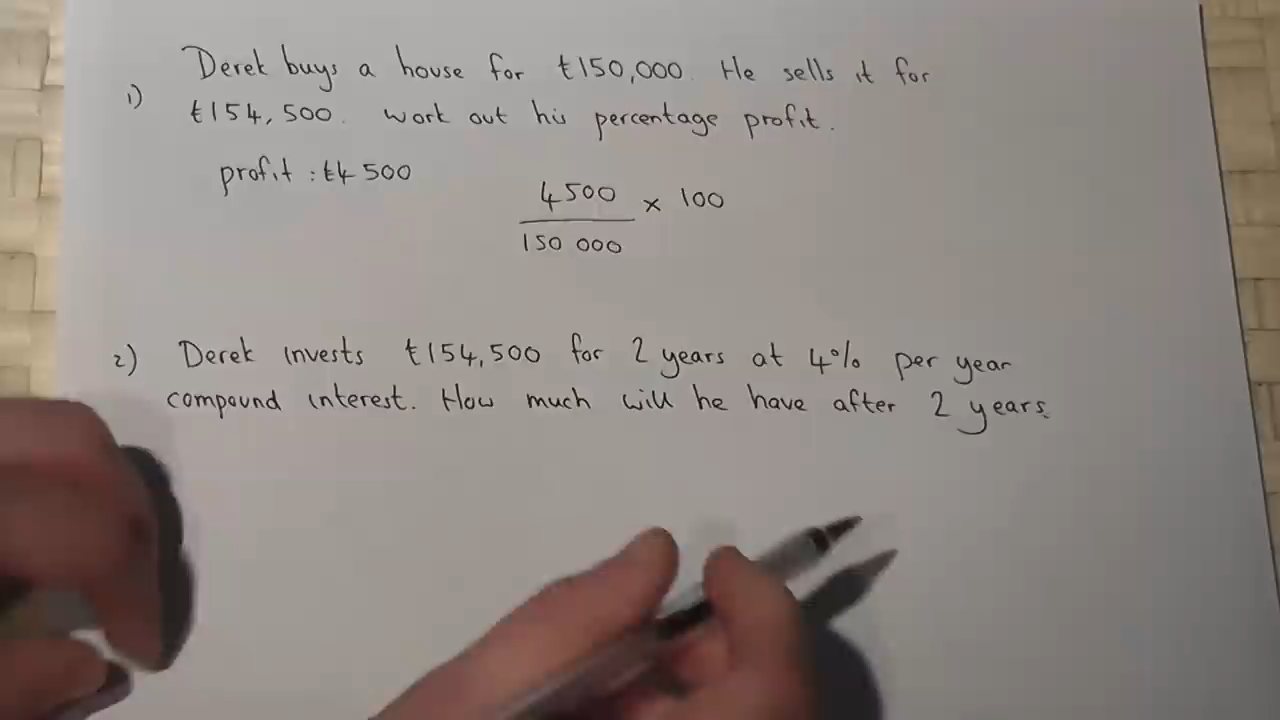 1) Derek buys a house for £150,000. He sells it for
£154,500. Work out his percentage profit.
profit : £4500
4500
150 000
× 100
2) Derek invests £154,500 for 2 years at 4% per year
compound interest. How much will he have after 2 years.